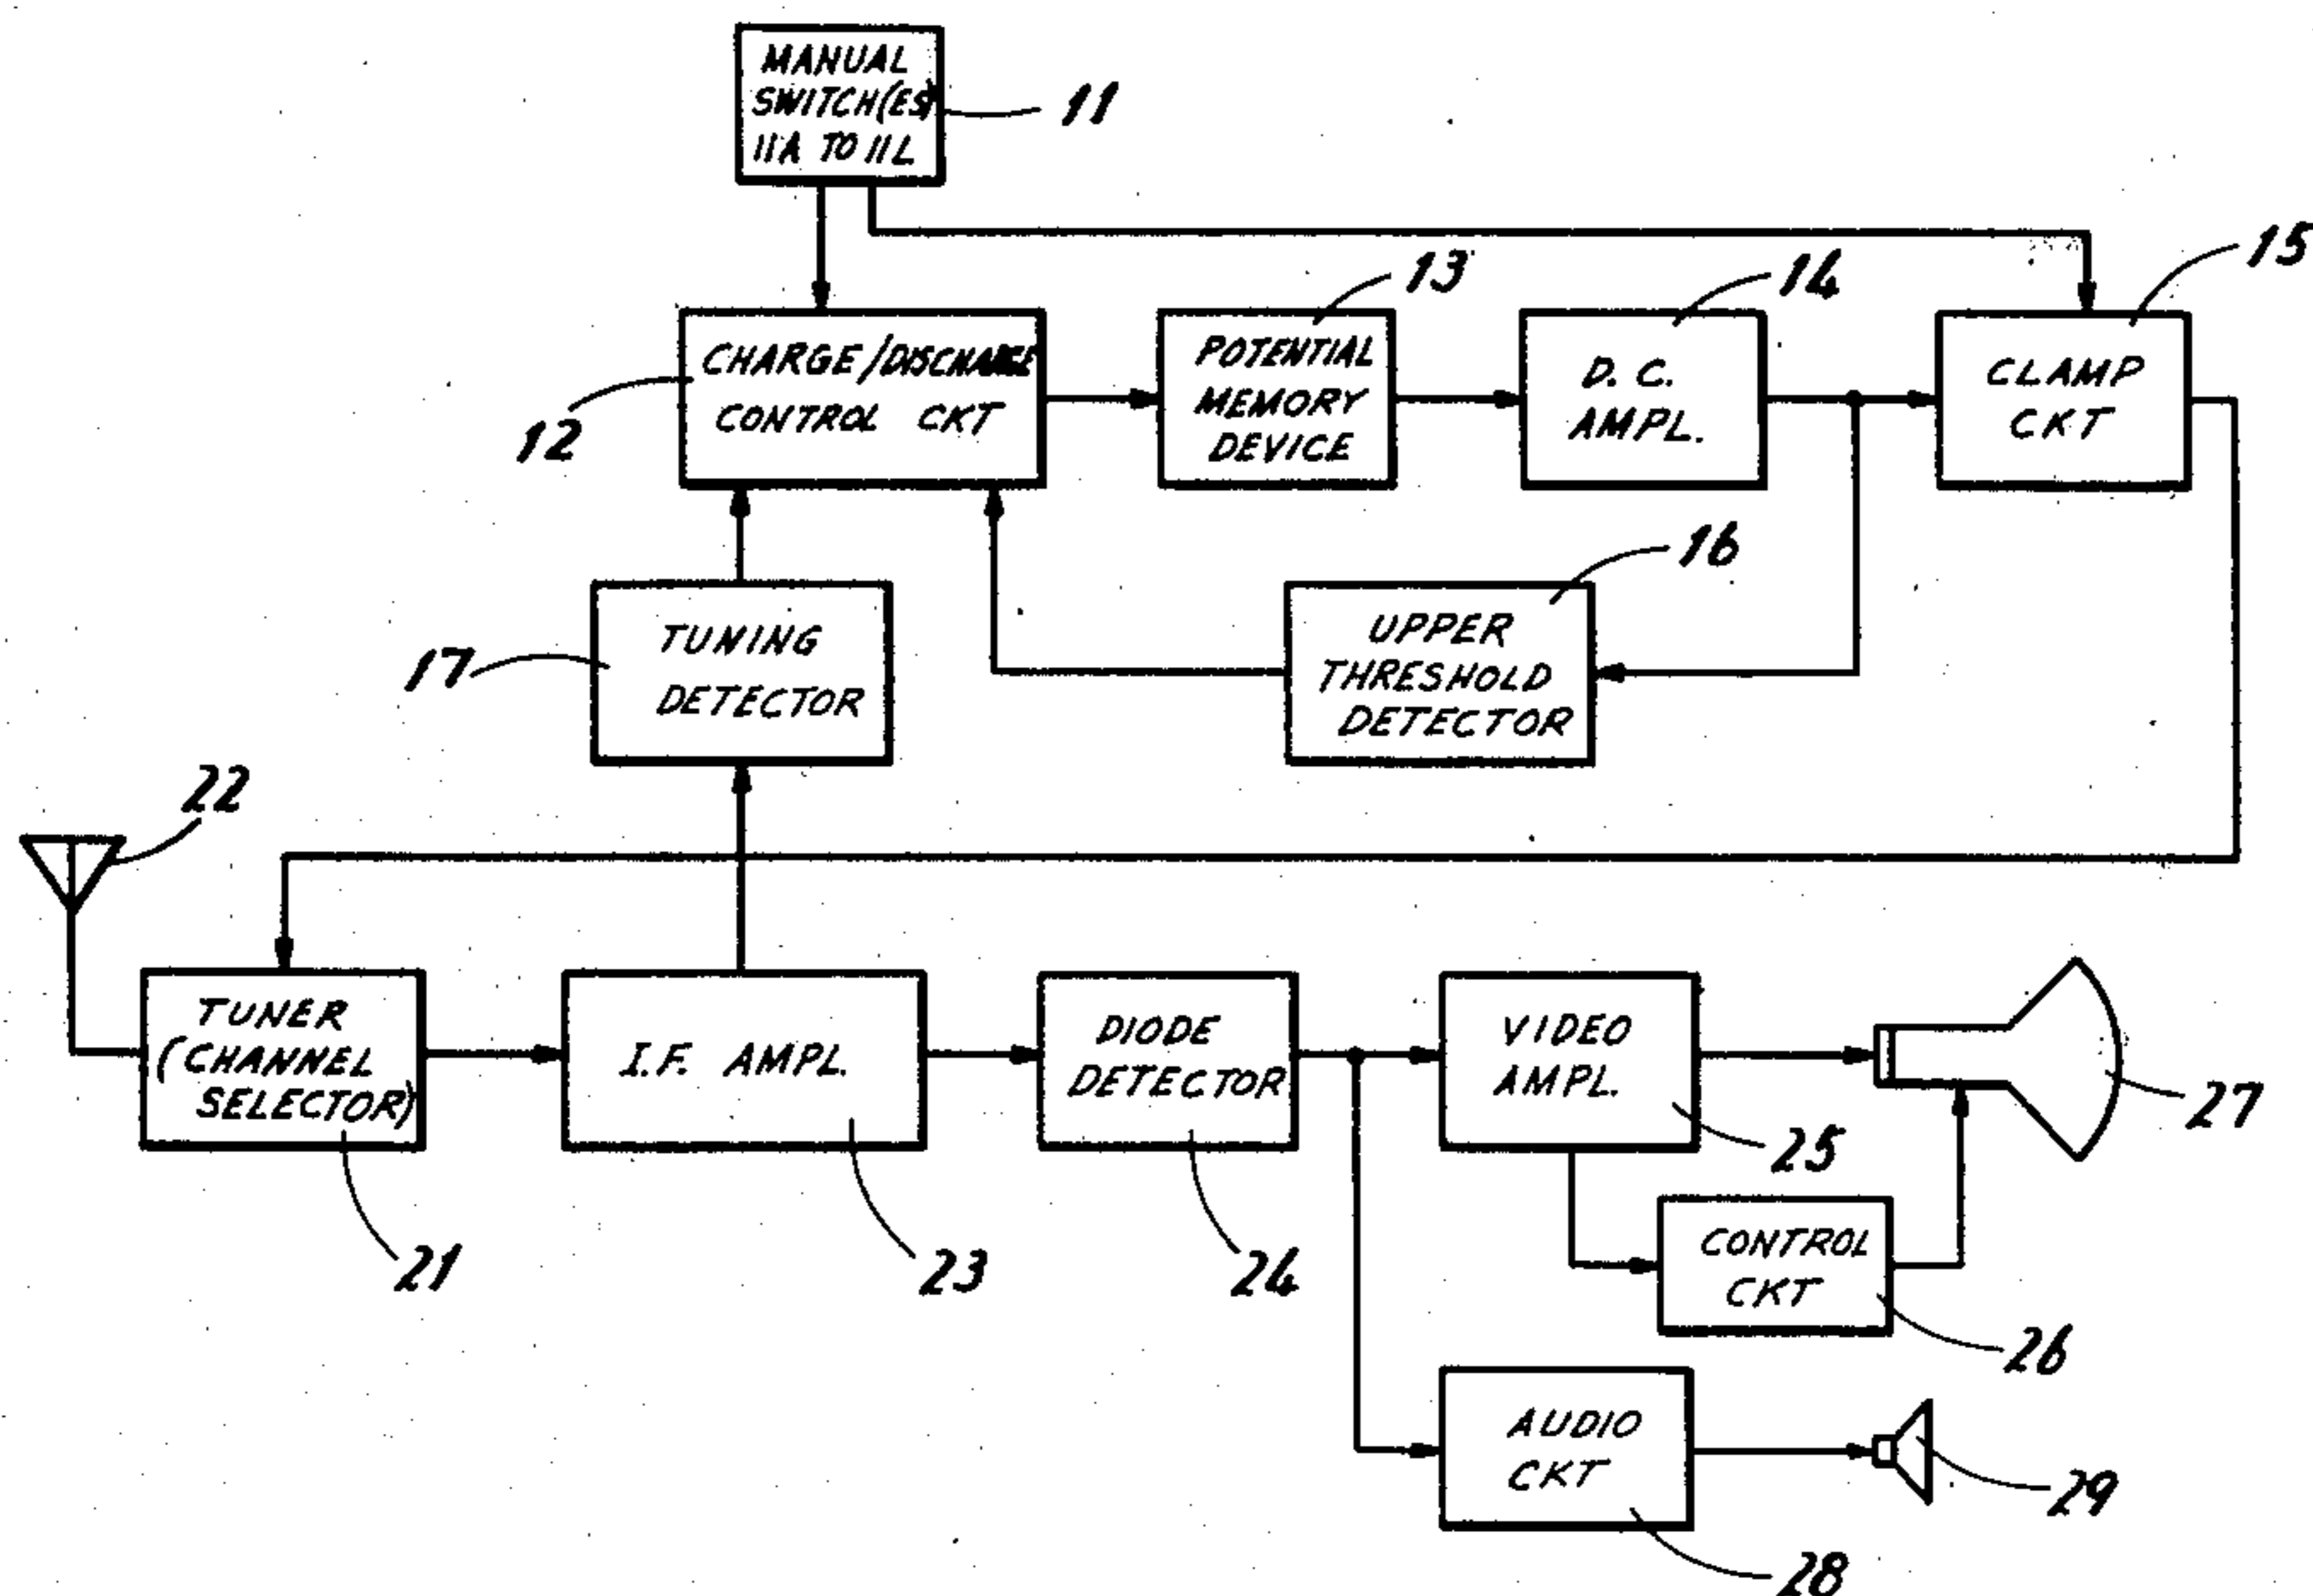 MANUAL
SWITCH(ES)
11A TO 11L
11
CHARGE/DISCHARGE
CONTROL CKT
12
POTENTIAL
MEMORY
DEVICE
13
D. C.
AMPL.
14
CLAMP
CKT
15
UPPER
THRESHOLD
DETECTOR
16
TUNING
DETECTOR
17
22
TUNER
(CHANNEL
SELECTOR)
21
I.F. AMPL.
23
DIODE
DETECTOR
24
VIDEO
AMPL.
25
27
CONTROL
CKT
26
AUDIO
CKT
28
29